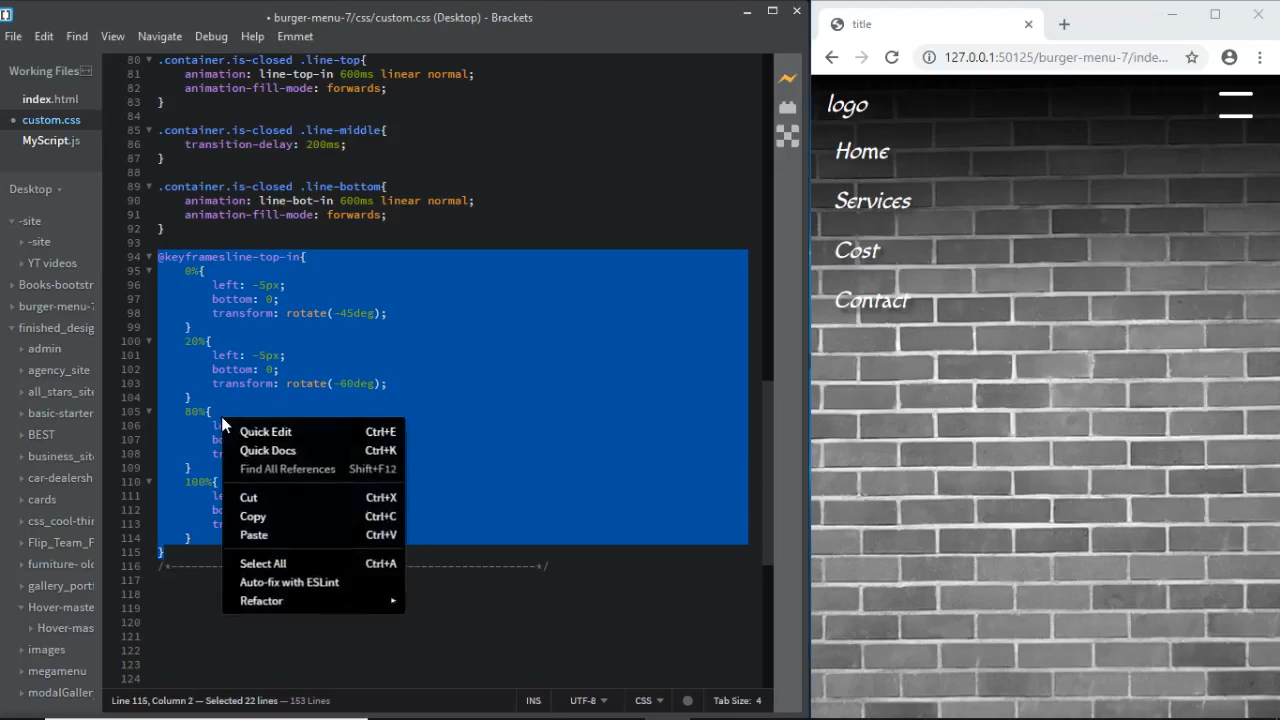 • burger-menu-7/css/custom.css (Desktop) - Brackets
File Edit Find View Navigate Debug Help Emmet
Working Files
index.html
• custom.css
MyScript.js
Desktop
-site
-site
YT videos
Books-bootstr
burger-menu-7
finished_desig
admin
agency_site
all_stars_sit
basic-starter
BEST
business_sit
car-dealersh
cards
css_cool-thi
Flip_Team_F
furniture-old
gallery_port
Hover-maste
Hover-mas
images
megamenu
modalGallery
80 .container.is-closed .line-top{
81 animation: line-top-in 600ms linear normal;
82 animation-fill-mode: forwards;
83 }
84
85 .container.is-closed .line-middle{
86 transition-delay: 200ms;
87 }
88
89 .container.is-closed .line-bottom{
90 animation: line-bot-in 600ms linear normal;
91 animation-fill-mode: forwards;
92 }
93
94 @keyframesline-top-in{
95 0%{
96 left: -5px;
97 bottom: 0;
98 transform: rotate(-45deg);
99 }
100 20%{
101 left: -5px;
102 bottom: 0;
103 transform: rotate(-60deg);
104 }
105 80%{
106
107
108
109 }
110 100%{
111
112
113
114 }
115 }
116 /*------------------------------------------------------*/
117
118
119
120
121
122
123
124
Quick Edit Ctrl+E
Quick Docs Ctrl+K
Find All References Shift+F12
Cut Ctrl+X
Copy Ctrl+C
Paste Ctrl+V
Select All Ctrl+A
Auto-fix with ESLint
Refactor
Line 115, Column 2 — Selected 22 lines — 153 Lines
INS UTF-8 CSS Tab Size: 4
title
127.0.0.1:50125/burger-menu-7/inde...
logo
Home
Services
Cost
Contact